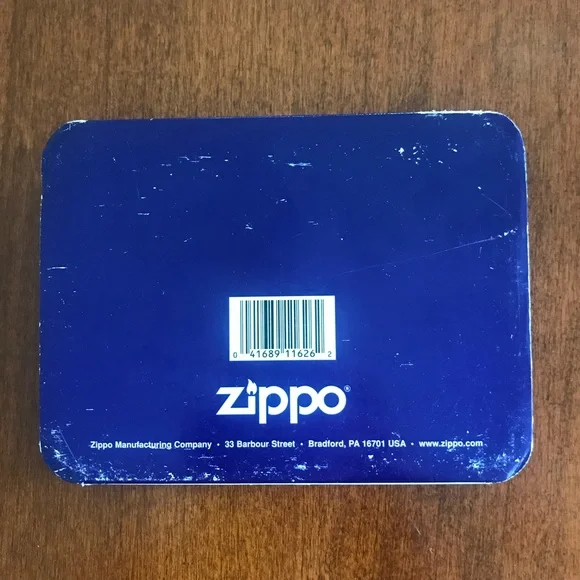 0 41689 11626 2
zippo®
Zippo Manufacturing Company • 33 Barbour Street • Bradford, PA 16701 USA • www.zippo.com